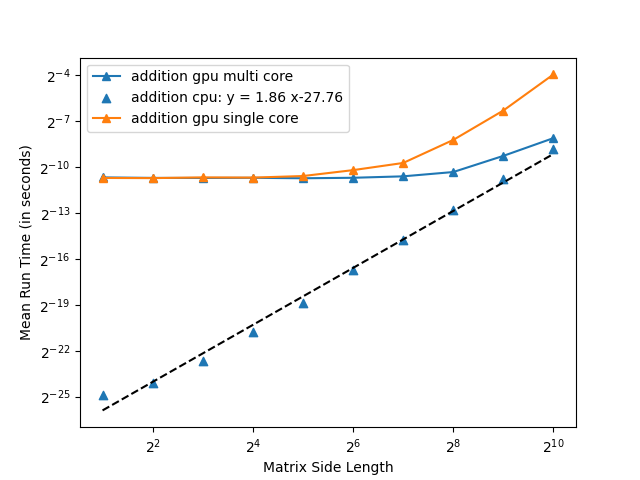 addition gpu multi core
addition cpu: y = 1.86 x-27.76
addition gpu single core
Mean Run Time (in seconds)
2^-4
2^-7
2^-10
2^-13
2^-16
2^-19
2^-22
2^-25
2^2 2^4 2^6 2^8 2^10
Matrix Side Length